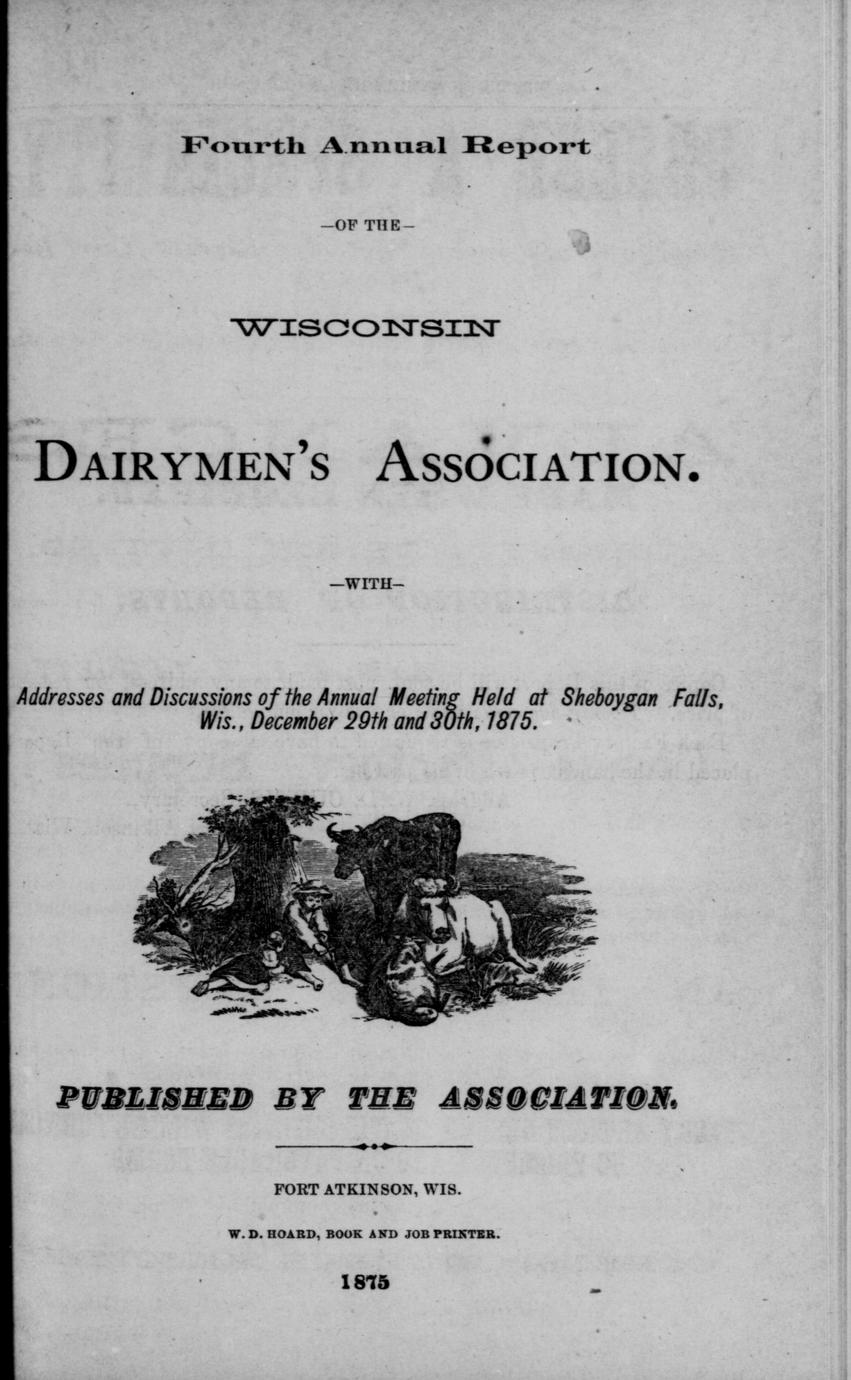 Fourth Annual Report
—OF THE—
WISCONSIN
DAIRYMEN'S ASSOCIATION.
—WITH—
Addresses and Discussions of the Annual Meeting Held at Sheboygan Falls,
Wis., December 29th and 30th, 1875.
PUBLISHED BY THE ASSOCIATION.
FORT ATKINSON, WIS.
W. D. HOARD, BOOK AND JOB PRINTER.
1875